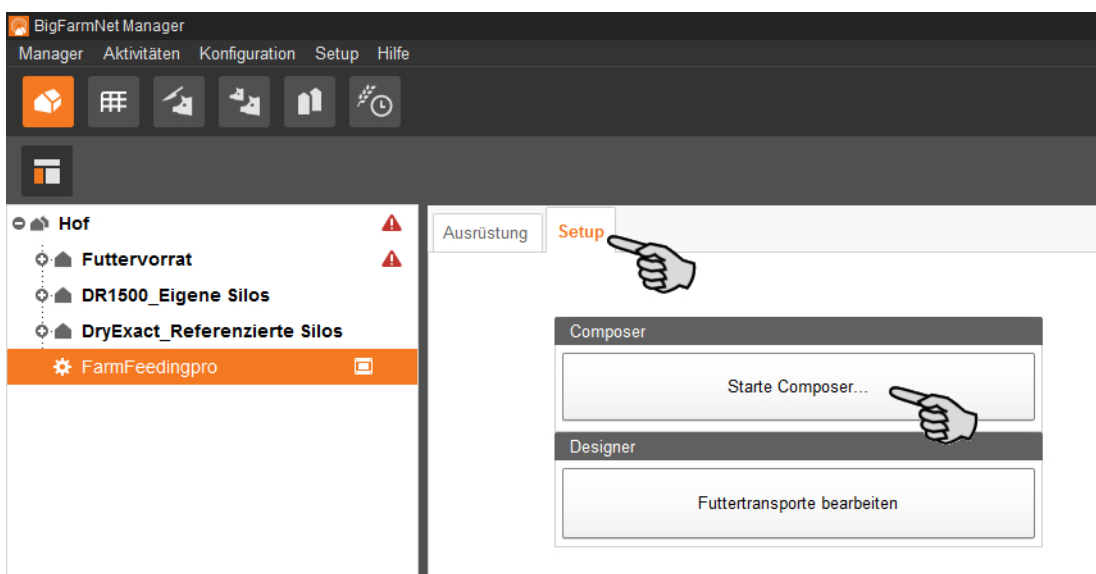 BigFarmNet Manager
Manager Aktivitäten Konfiguration Setup Hilfe
Hof
Futtervorrat
DR1500_Eigene Silos
DryExact_Referenzierte Silos
FarmFeedingpro
Ausrüstung Setup
Composer
Starte Composer...
Designer
Futtertransporte bearbeiten